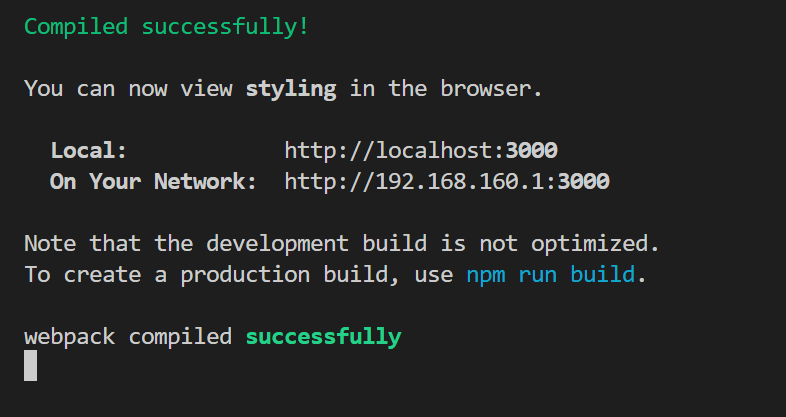 Compiled successfully!
You can now view styling in the browser.
Local: http://localhost:3000
On Your Network: http://192.168.160.1:3000
Note that the development build is not optimized.
To create a production build, use npm run build.
webpack compiled successfully